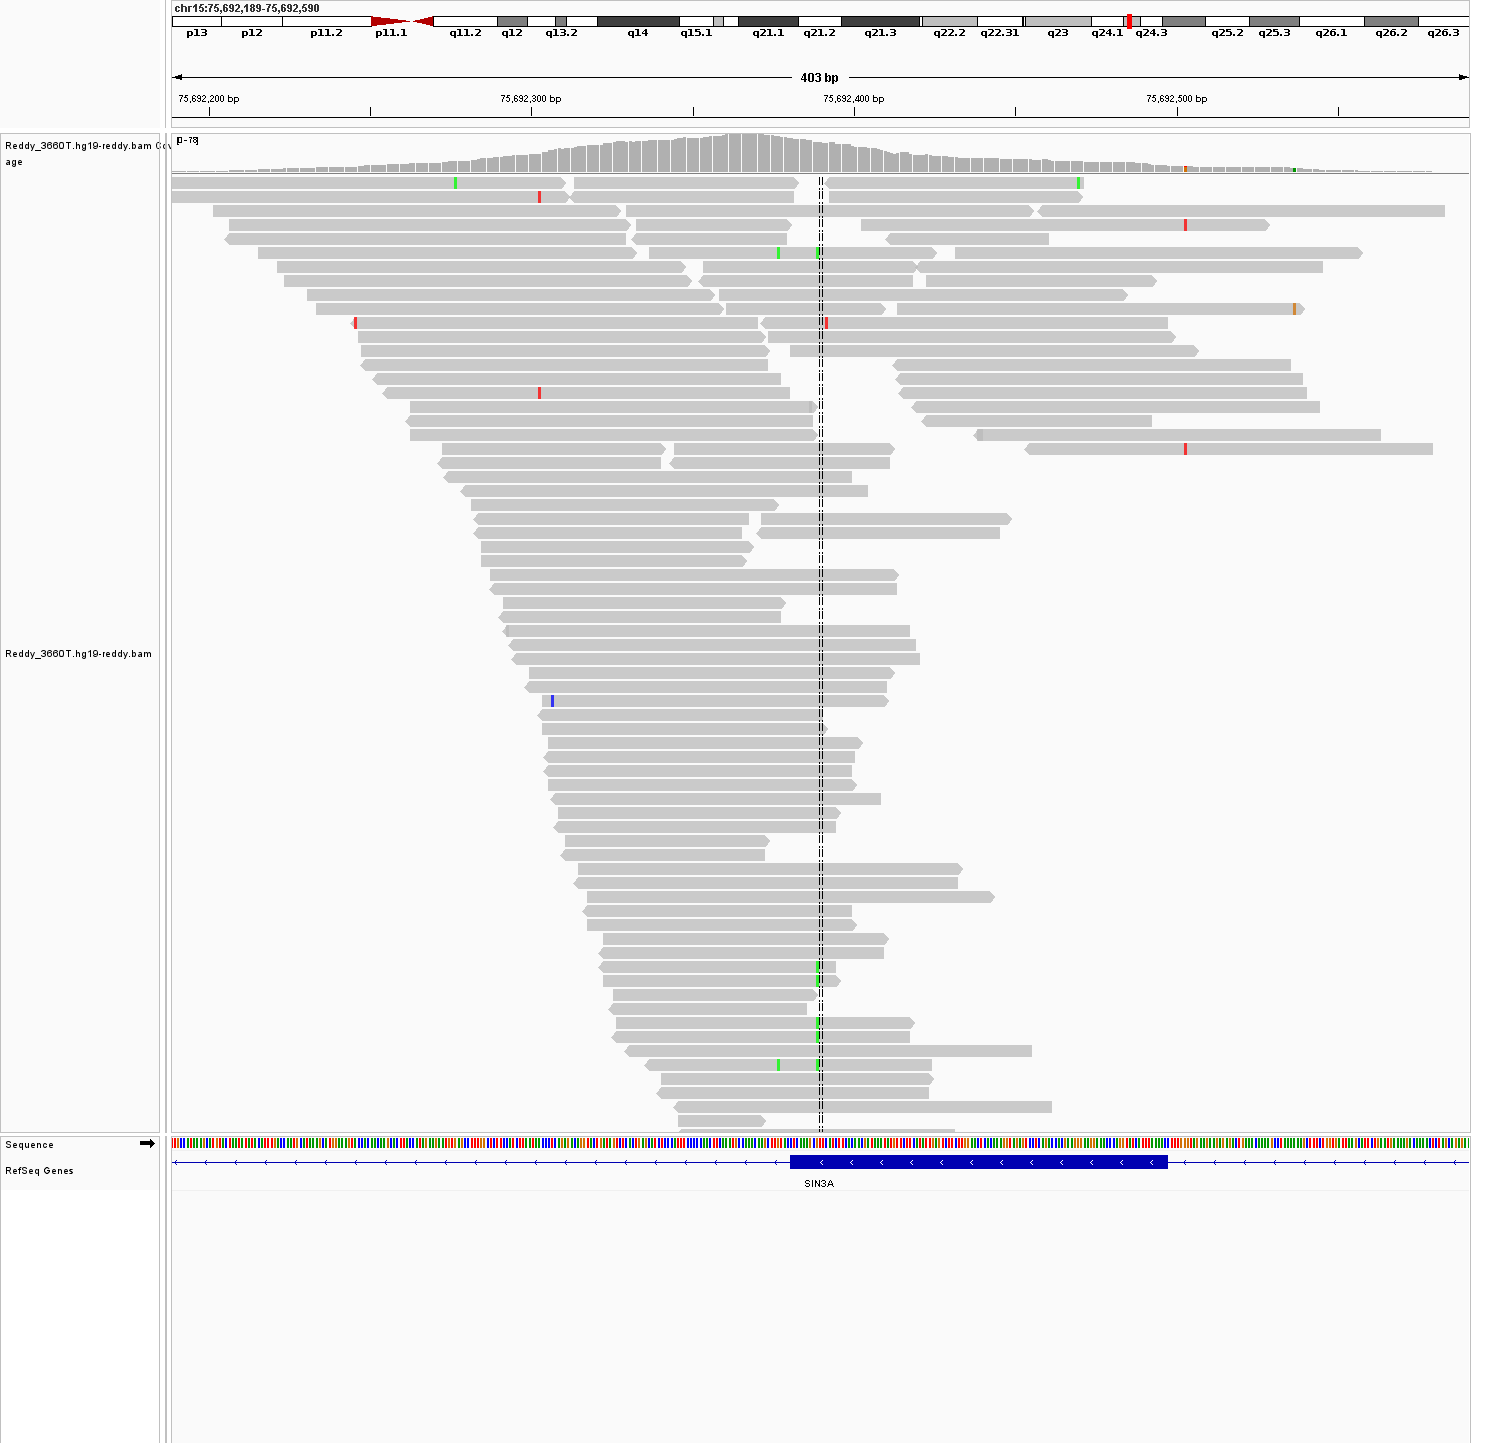 chr15:75,692,189-75,692,590
p13 p12 p11.2 p11.1 q11.2 q12 q13.2 q14 q15.1 q21.1 q21.2 q21.3 q22.2 q22.31 q23 q24.1 q24.3 q25.2 q25.3 q26.1 q26.2 q26.3
403 bp
75,692,200 bp 75,692,300 bp 75,692,400 bp 75,692,500 bp
[0-78]
Reddy_3660T.hg19-reddy.bam Cov
age
Reddy_3660T.hg19-reddy.bam
Sequence
RefSeq Genes
SIN3A